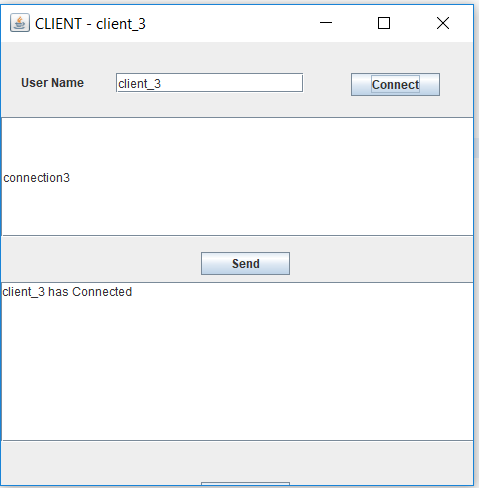 CLIENT - client_3
User Name client_3 Connect
connection3
Send
client_3 has Connected